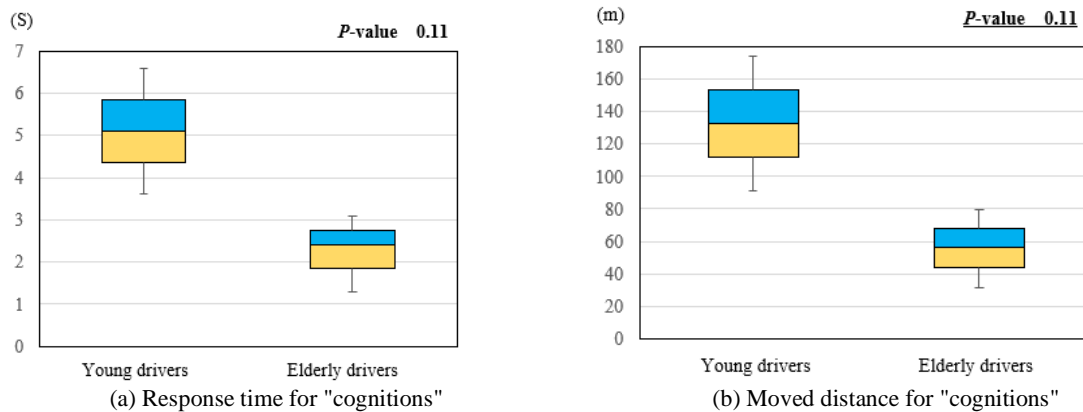 (S)
P-value 0.11
7
6
5
4
3
2
1
0
Young drivers Elderly drivers
(a) Response time for "cognitions"
(m)
P-value 0.11
180
160
140
120
100
80
60
40
20
0
Young drivers Elderly drivers
(b) Moved distance for "cognitions"